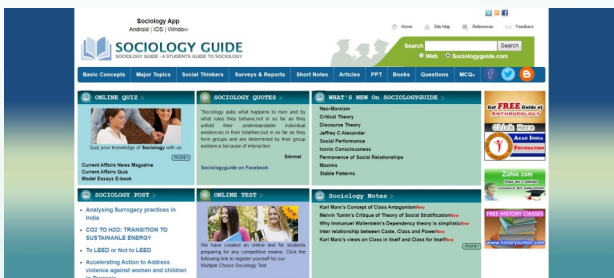 Sociology App
Android | IOS | Window
Home
Site Map
References
Feedback
SOCIOLOGY GUIDE
SOCIOLOGY GUIDE - A STUDENTS GUIDE TO SOCIOLOGY
Search
Search
Web
Sociologyguide.com
Basic Concepts
Major Topics
Social Thinkers
Surveys & Reports
Short Notes
Articles
PPT
Books
Questions
MCQs
ONLINE QUIZ >
Quiz your knowledge of Sociology with us.
[more+]
Current Affairs News Magazine
Current Affairs Quiz
Model Essays E-book
SOCIOLOGY QUOTES >
"Sociology asks what happens to men and by
what rules they behave,not in so far as they
unfold their understandable individual
existences in their totalities,but in so far as they
form groups and are determined by their group
existence because of interaction.
Simmel
Sociologyguide on Facebook
WHAT'S NEW On SOCIOLOGYGUIDE >
Neo-Marxism
Critical Theory
Discourse Theory
Jeffrey C.Alexander
Social Performance
Iconic Consciousness
Permanence of Social Relationships
Maxims
Stable Patterns
Get FREE Guide of
ANTHROPOLOGY
Click Here
AZAD INDIA
FOUNDATION
FREE HISTORY CLASSES
SOCIOLOGY POST >
Analysing Surrogacy practices in
India
CO2 TO H2O: TRANSITION TO
SUSTAINANLE ENERGY
To LEED or Not to LEED
Accelerating Action to Address
violence against women and children
ONLINE TEST >
We have created an online test for students
preparing for any competitive exams. Click the
following link to register yourself for our
Multiple Choice Sociology Test
Sociology Notes >
Karl Marx's Concept of Class AntagonismNew
Melvin Tumin's Critique of Theory of Social StratificationNew
Why Immanuel Wallerstein's Dependency theory is simplisticNew
Inter relationship between Caste, Class and PowerNew
Karl Marx's views on Class in itself and Class for itselfNew
[more+]